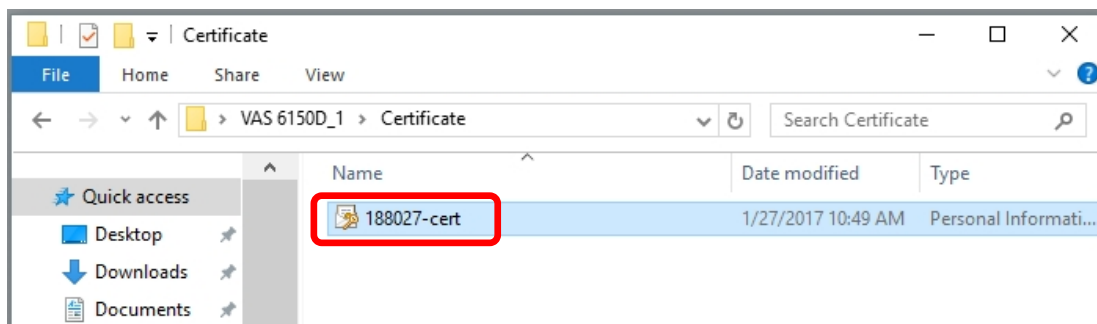 Certificate
File Home Share View
VAS 6150D_1 > Certificate Search Certificate
Name Date modified Type
Quick access
188027-cert 1/27/2017 10:49 AM Personal Informati...
Desktop
Downloads
Documents